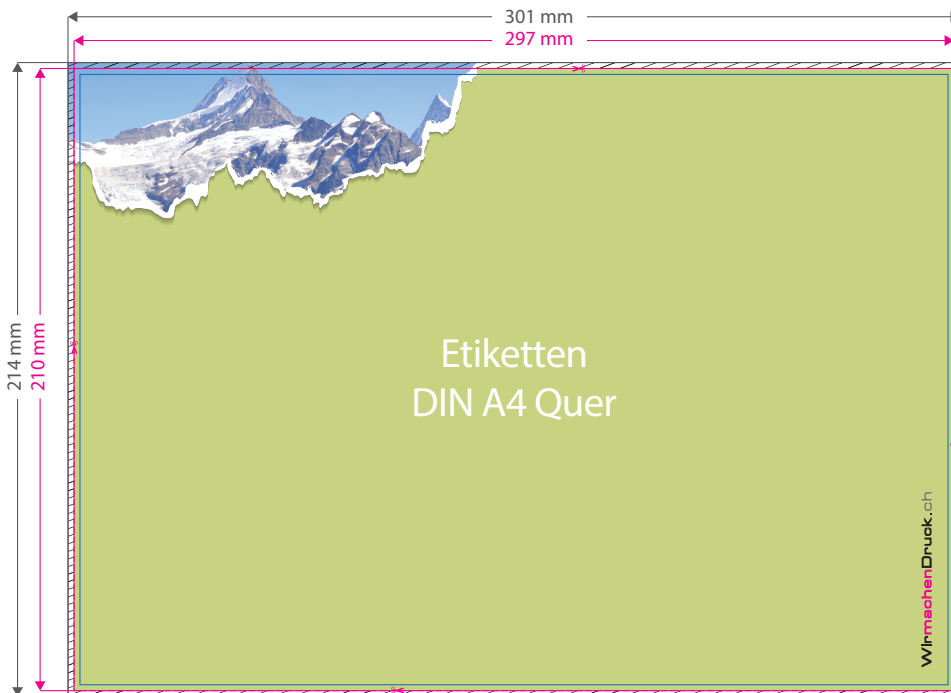 301 mm
297 mm
214 mm
210 mm
Etiketten
DIN A4 Quer
WIrmachenDruck.ch